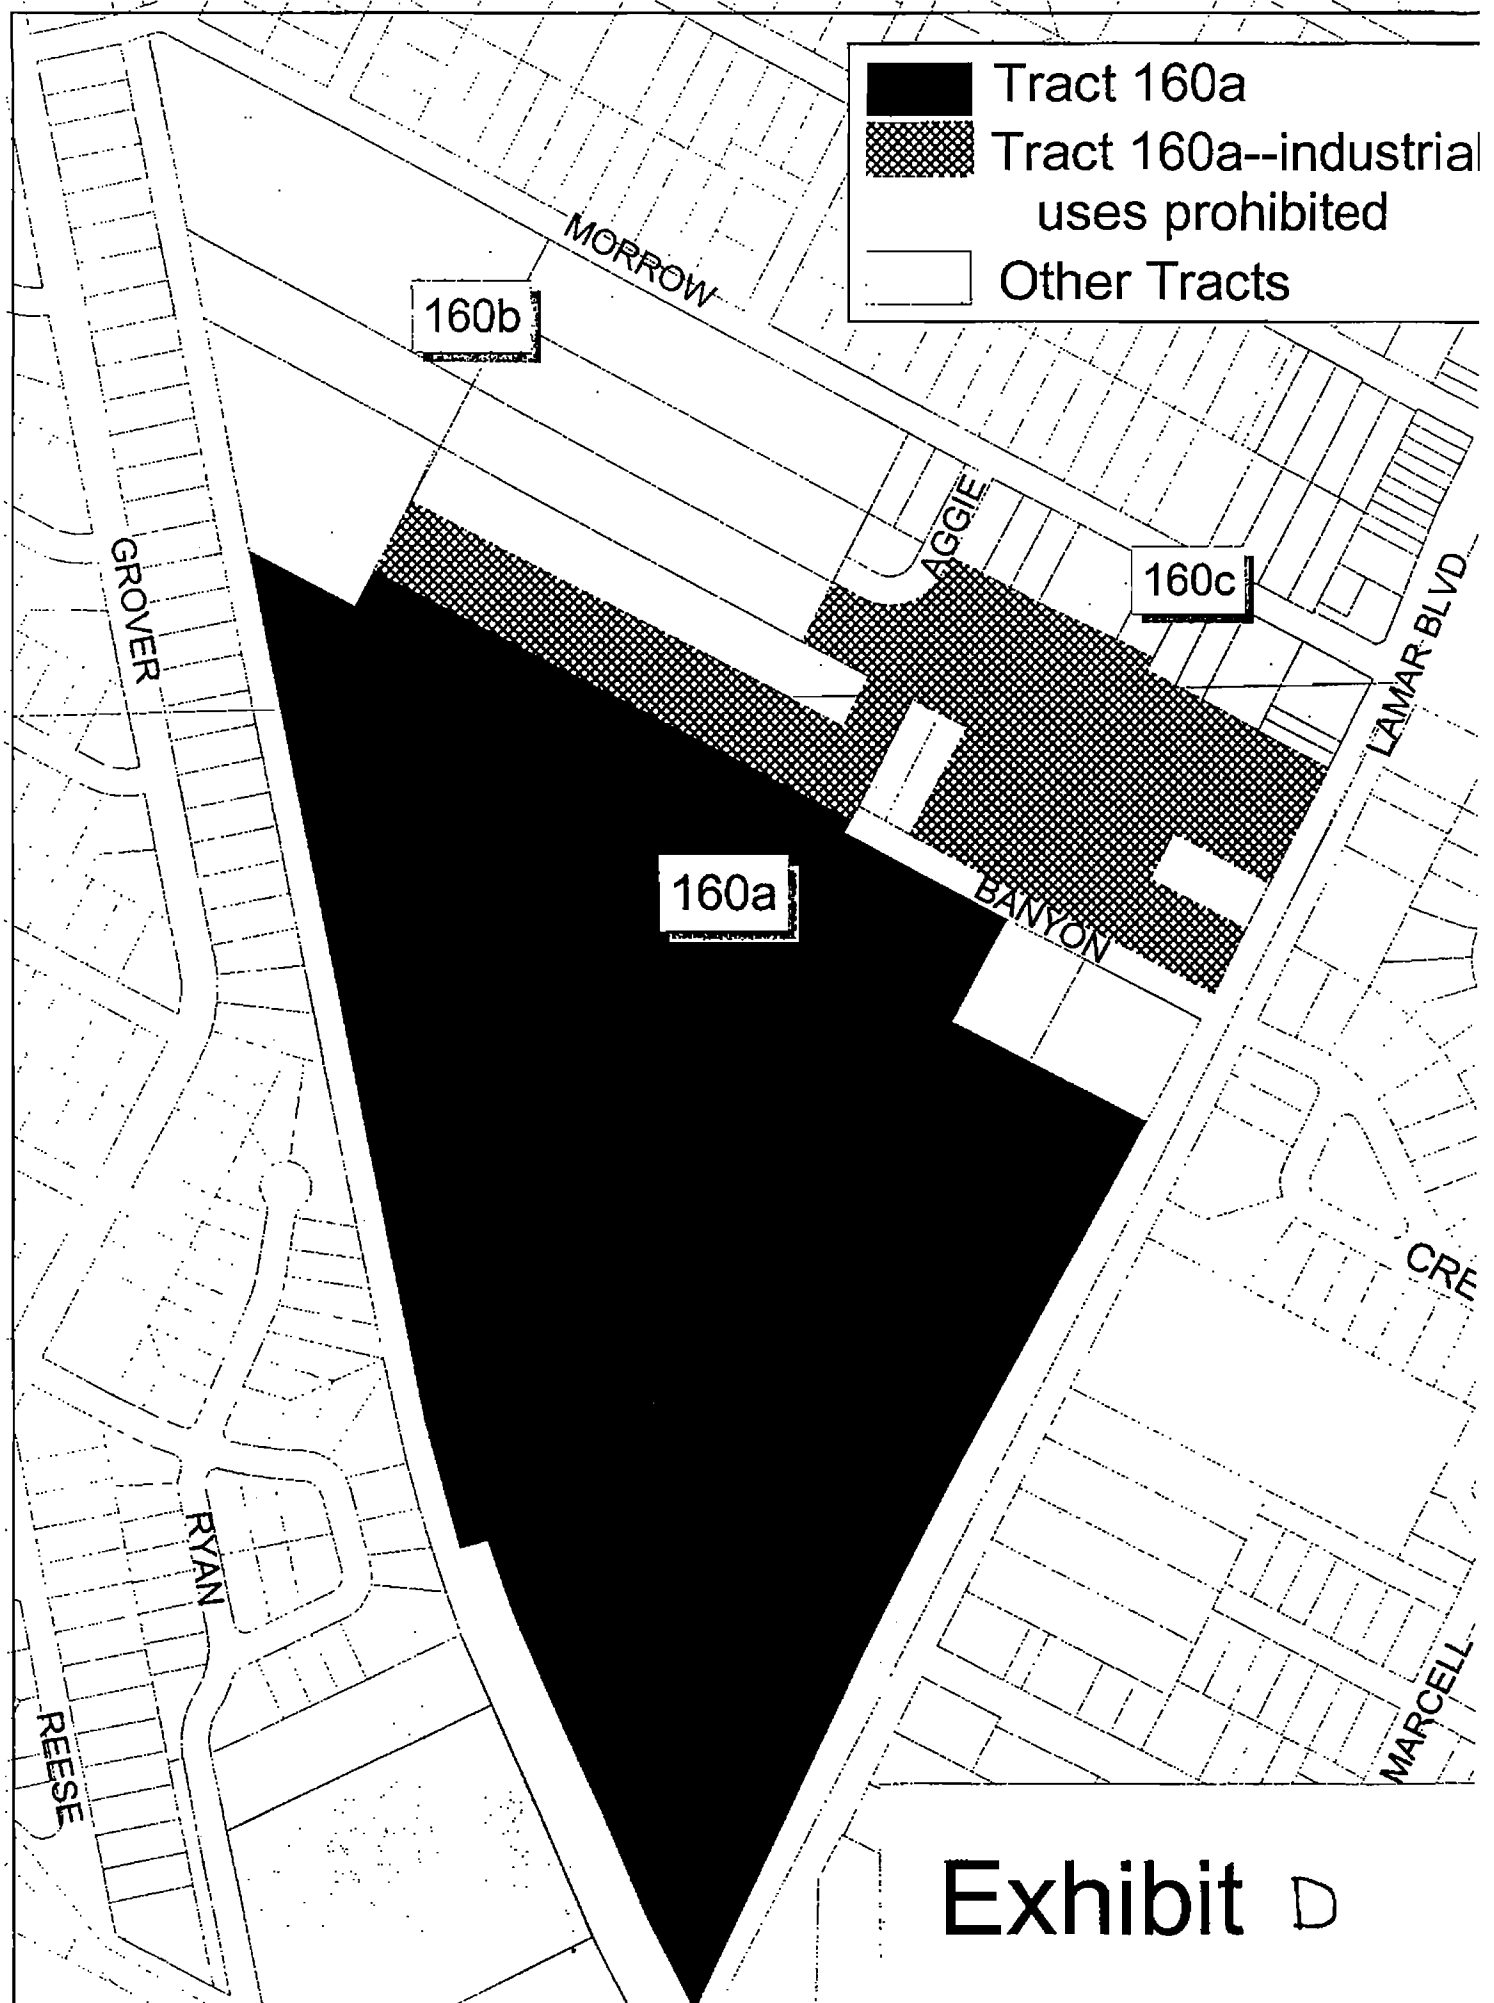 Tract 160a
Tract 160a--industrial
uses prohibited
Other Tracts
MORROW
160b
AGGIE
160c
GROVER
LAMAR BLVD
160a
BANYON
CRE
RYAN
MARCELL
REESE
Exhibit D